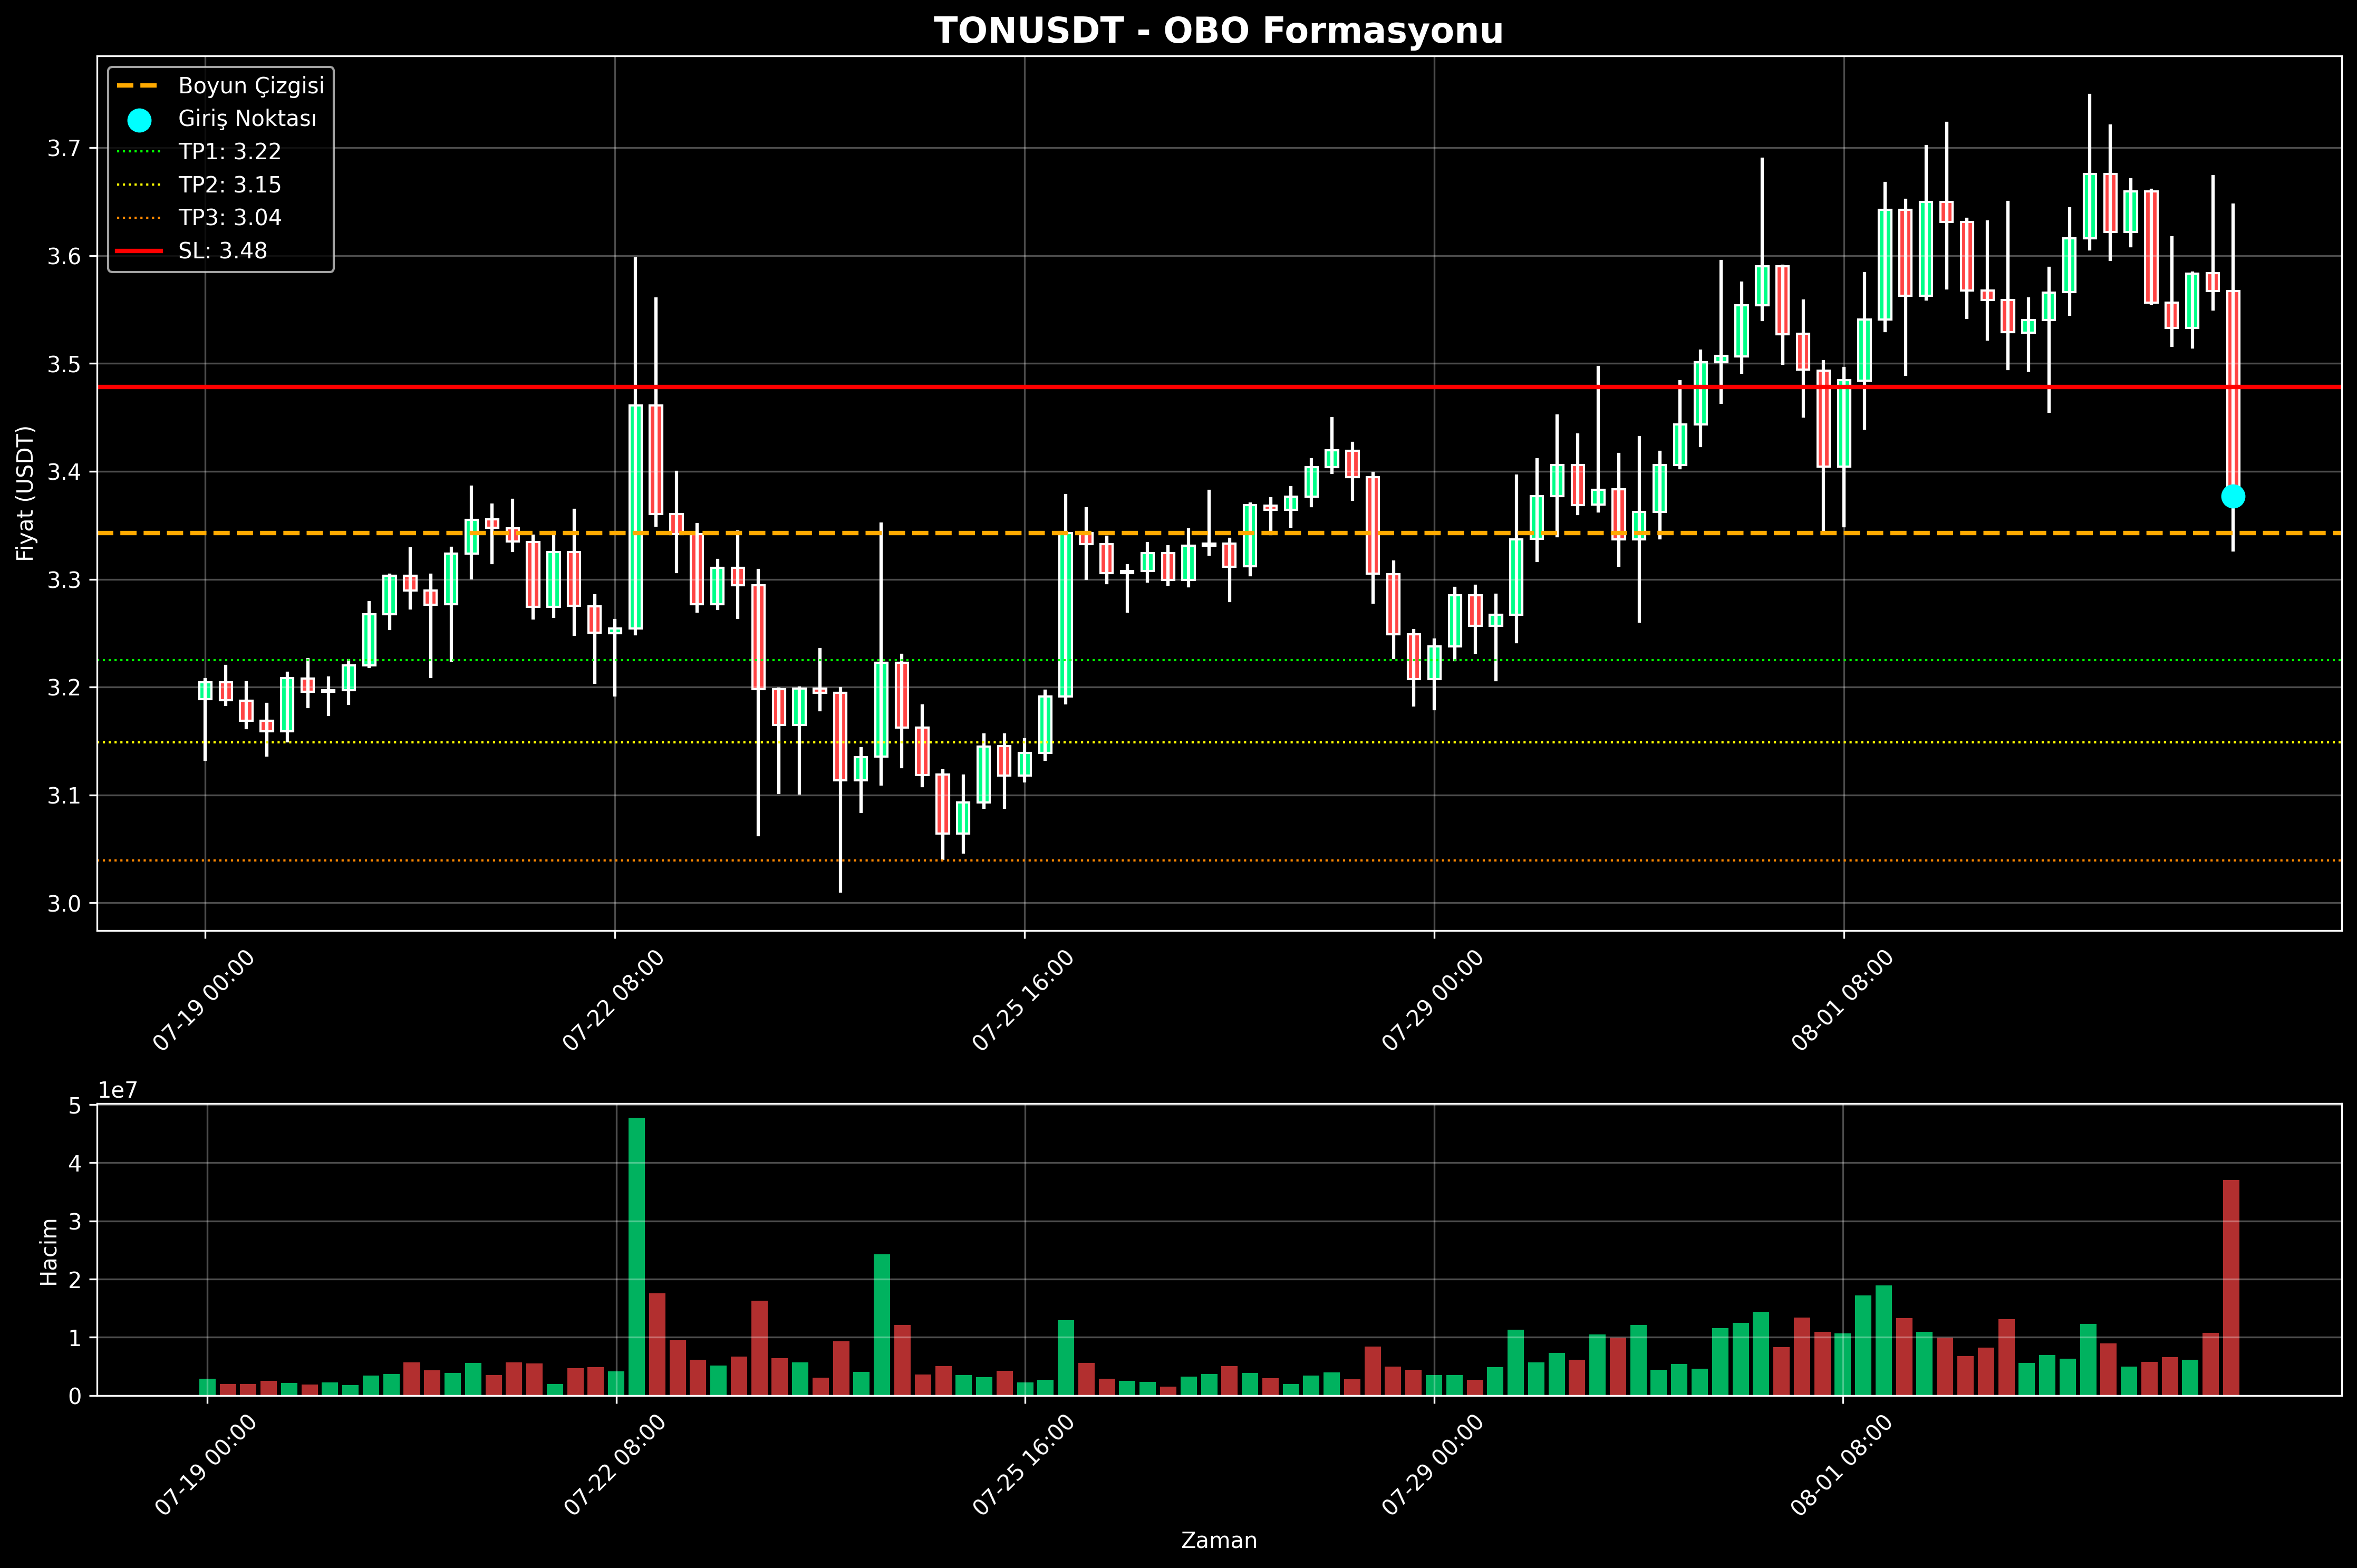 TONUSDT - OBO Formasyonu
Boyun Çizgisi
Giriş Noktası
TP1: 3.22
TP2: 3.15
TP3: 3.04
SL: 3.48
Fiyat (USDT)
3.7
3.6
3.5
3.4
3.3
3.2
3.1
3.0
07-19 00:00
07-22 08:00
07-25 16:00
07-29 00:00
08-01 08:00
1e7
Hacim
5
4
3
2
1
0
07-19 00:00
07-22 08:00
07-25 16:00
07-29 00:00
08-01 08:00
Zaman